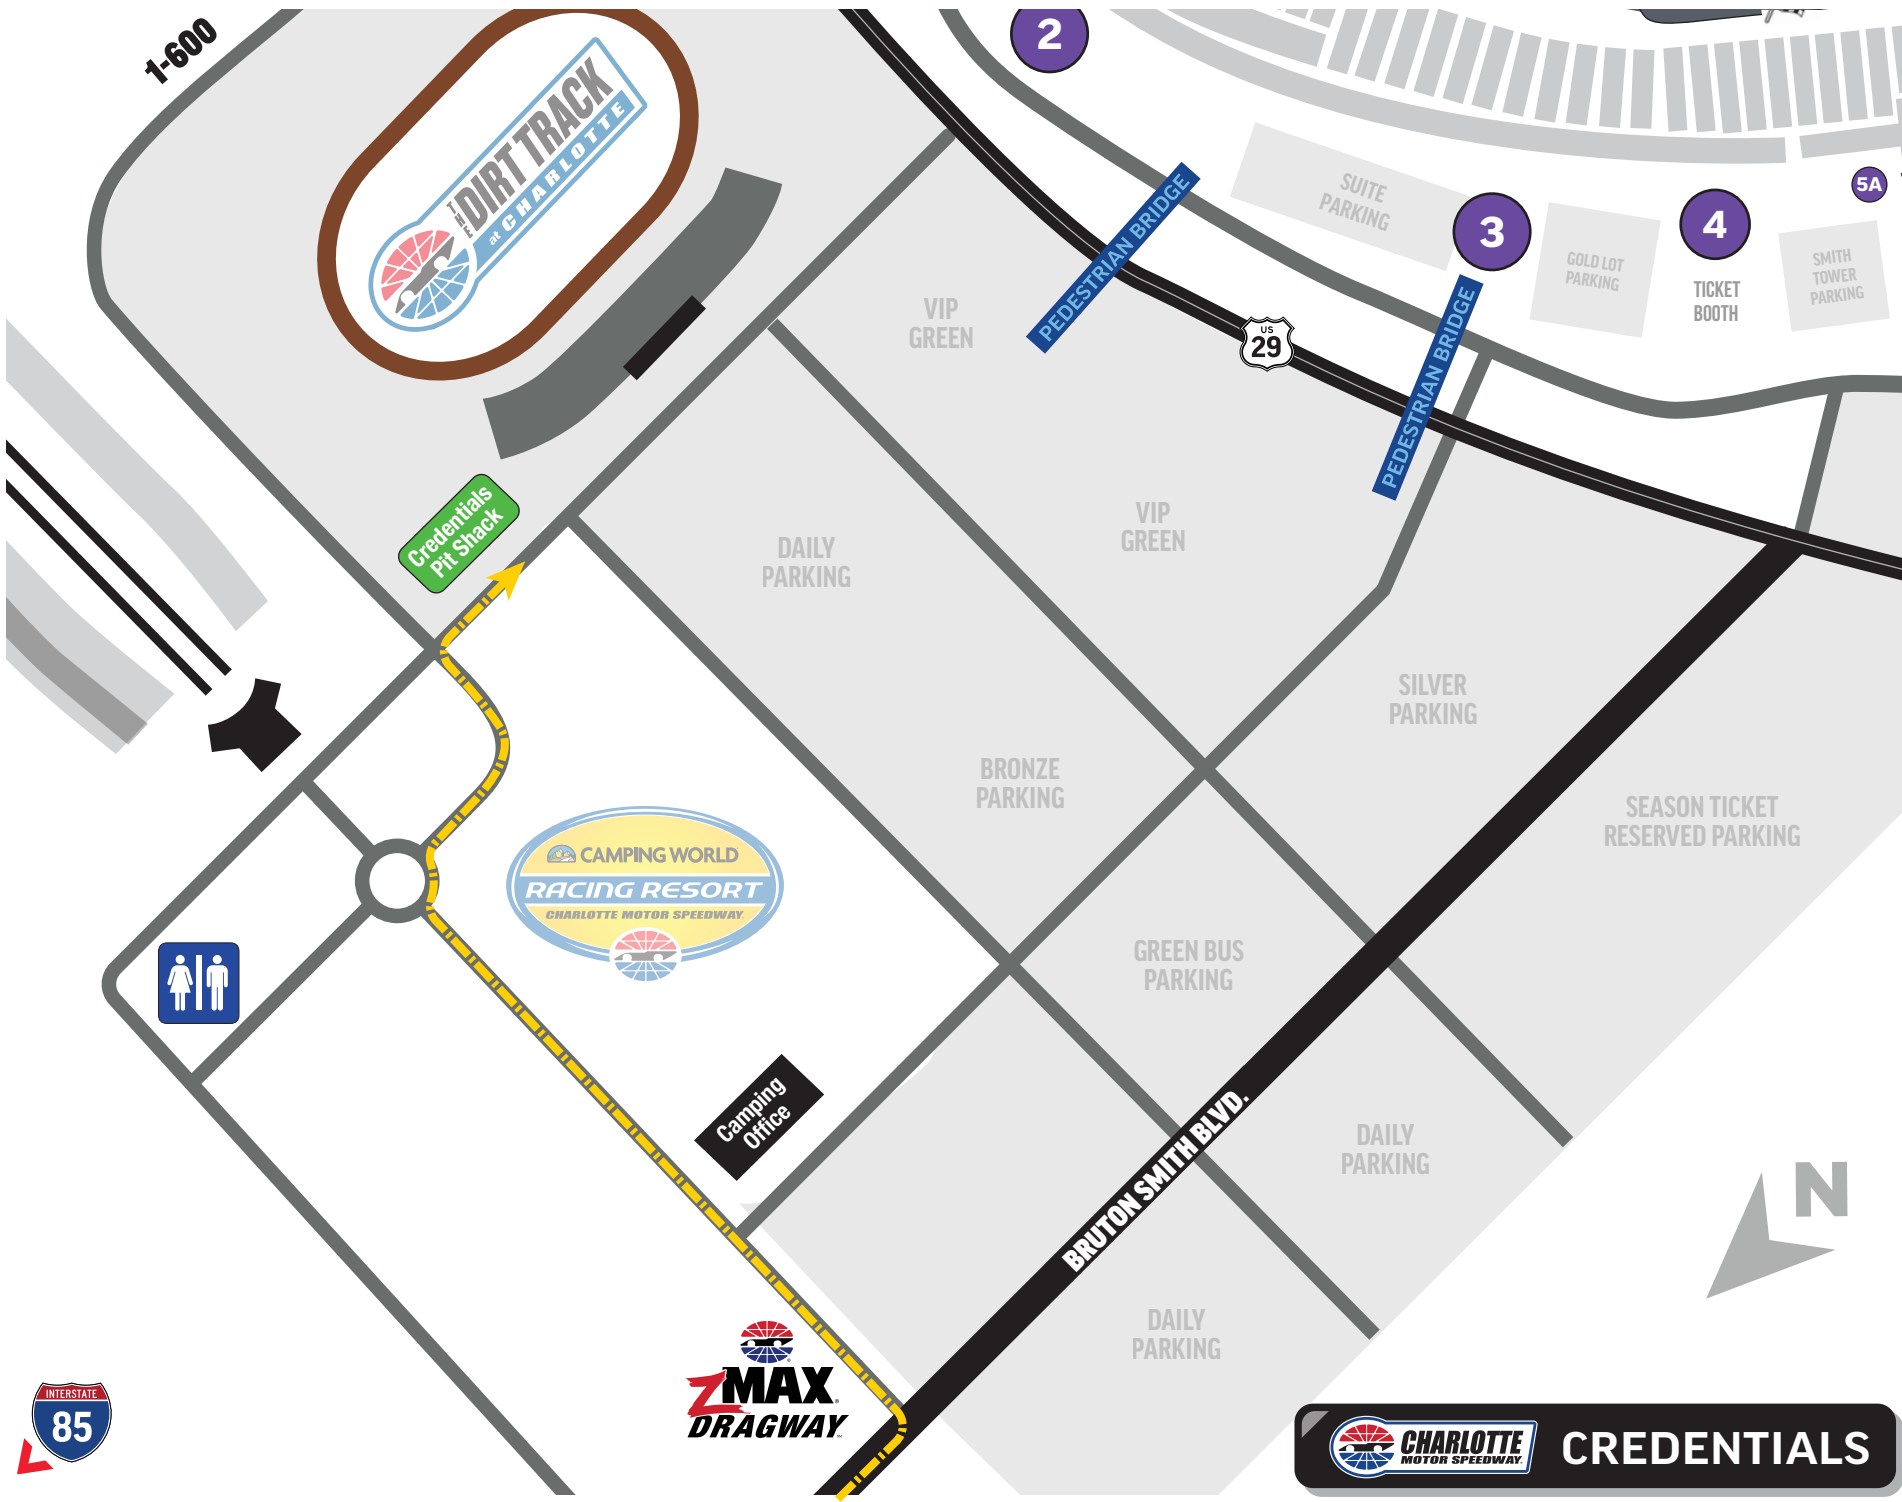 1-600
2
THE DIRT TRACK
at CHARLOTTE
PEDESTRIAN BRIDGE
SUITE
PARKING
3
GOLD LOT
PARKING
4
TICKET
BOOTH
5A
SMITH
TOWER
PARKING
VIP
GREEN
US
29
PEDESTRIAN BRIDGE
Credentials
Pit Shack
DAILY
PARKING
VIP
GREEN
SILVER
PARKING
BRONZE
PARKING
SEASON TICKET
RESERVED PARKING
CAMPING WORLD
RACING RESORT
CHARLOTTE MOTOR SPEEDWAY.
GREEN BUS
PARKING
Camping
Office
BRUTON SMITH BLVD.
DAILY
PARKING
N
DAILY
PARKING
ZMAX
DRAGWAY
INTERSTATE
85
CHARLOTTE
MOTOR SPEEDWAY.
CREDENTIALS